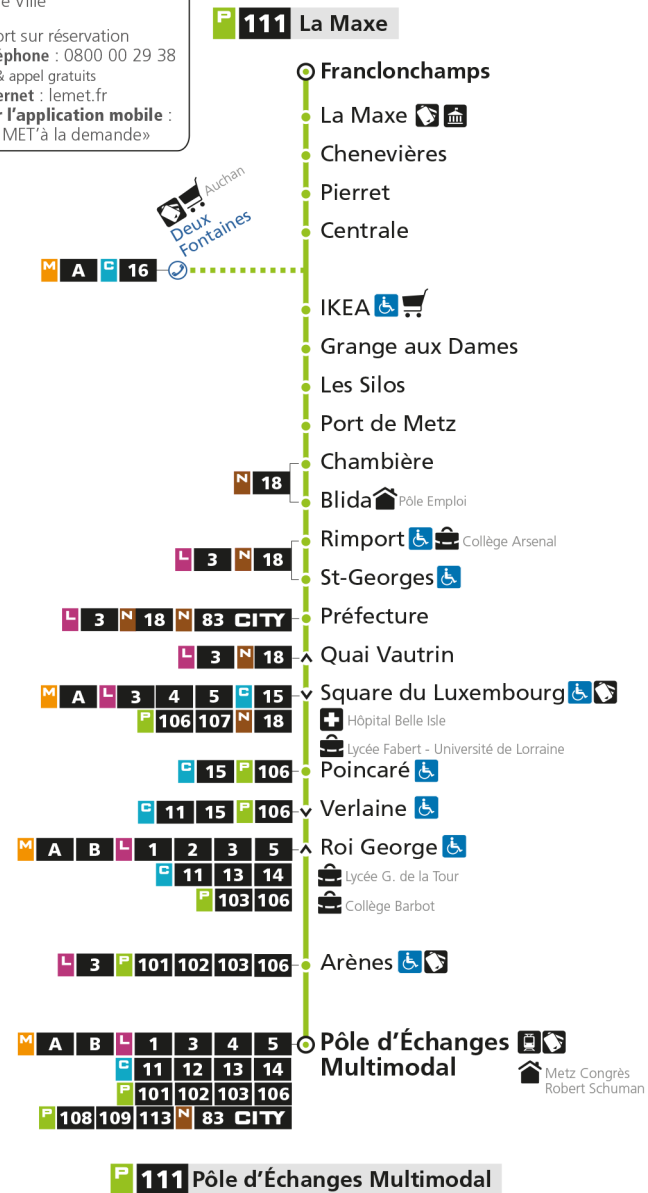 e Ville
P 111 La Maxe
ort sur réservation
éphone : 0800 00 29 38
& appel gratuits
ernet : lemet.fr
r l'application mobile :
MET'à la demande»
Franclonchamps
La Maxe
Chenevières
Pierret
Centrale
Auchan
Deux
Fontaines
M A C 16
IKEA
Grange aux Dames
Les Silos
Port de Metz
Chambière
N 18
Blida Pôle Emploi
Rimport Collège Arsenal
L 3 N 18
St-Georges
L 3 N 18 N 83 CITY Préfecture
L 3 N 18 Quai Vautrin
M A L 3 4 5 C 15 Square du Luxembourg
P 106 107 N 18 Hôpital Belle Isle
Lycée Fabert - Université de Lorraine
C 15 P 106 Poincaré
C 11 15 P 106 Verlaine
M A B L 1 2 3 5 Roi George
C 11 13 14 Lycée G. de la Tour
P 103 106 Collège Barbot
L 3 P 101 102 103 106 Arènes
M A B L 1 3 4 5 Pôle d'Échanges
C 11 12 13 14 Multimodal
P 101 102 103 106 Metz Congrès
Robert Schuman
P 108 109 113 N 83 CITY
P 111 Pôle d'Échanges Multimodal